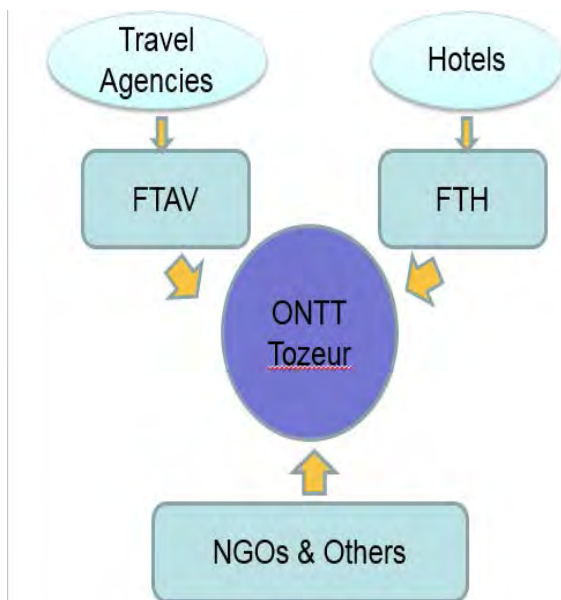 Travel
Agencies
Hotels
FTAV
FTH
ONTT
Tozeur
NGOs & Others